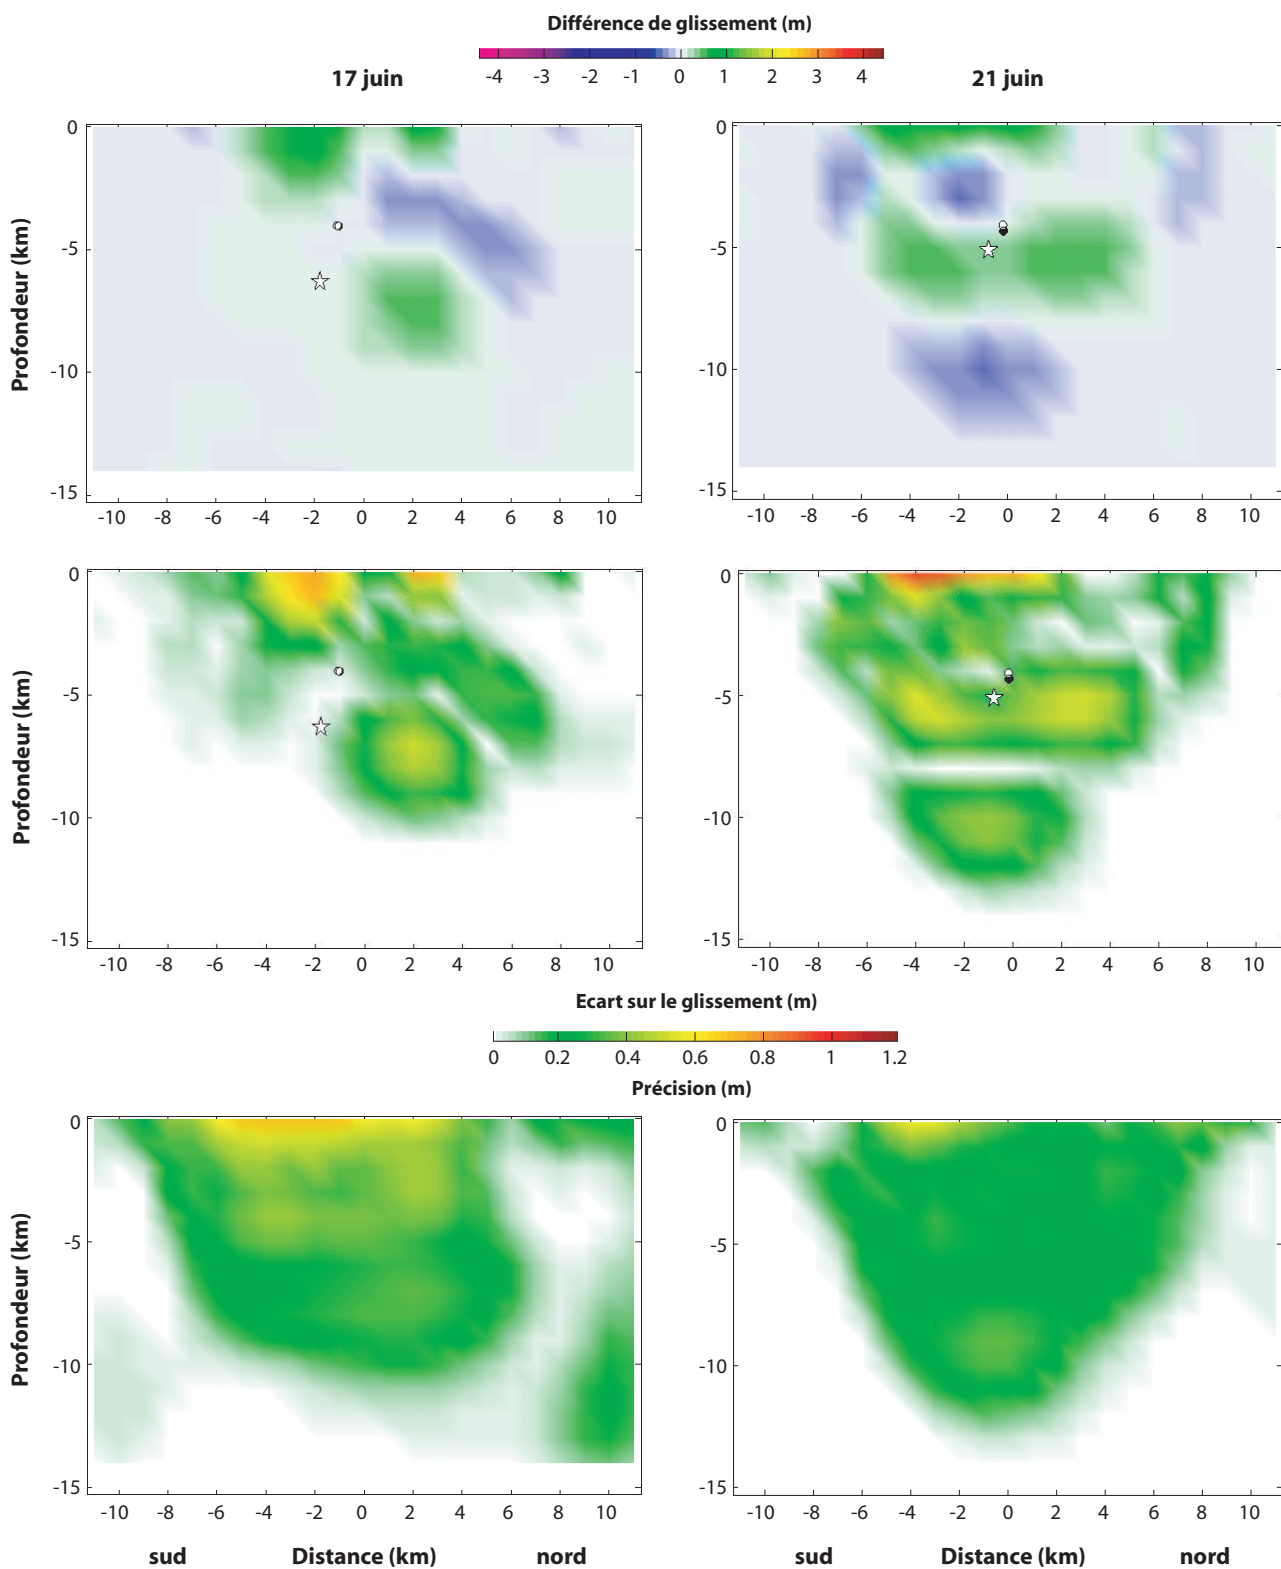 Différence de glissement (m)
-4 -3 -2 -1 0 1 2 3 4
17 juin 21 juin
0 0
-5 -5
-10 -10
-15 -15
Profondeur (km)
-10 -8 -6 -4 -2 0 2 4 6 8 10 -10 -8 -6 -4 -2 0 2 4 6 8 10
0 0
-5 -5
-10 -10
-15 -15
Profondeur (km)
-10 -8 -6 -4 -2 0 2 4 6 8 10 -10 -8 -6 -4 -2 0 2 4 6 8 10
Ecart sur le glissement (m)
0 0.2 0.4 0.6 0.8 1 1.2
Précision (m)
0 0
-5 -5
-10 -10
-15 -15
Profondeur (km)
-10 -8 -6 -4 -2 0 2 4 6 8 10 -10 -8 -6 -4 -2 0 2 4 6 8 10
sud Distance (km) nord sud Distance (km) nord